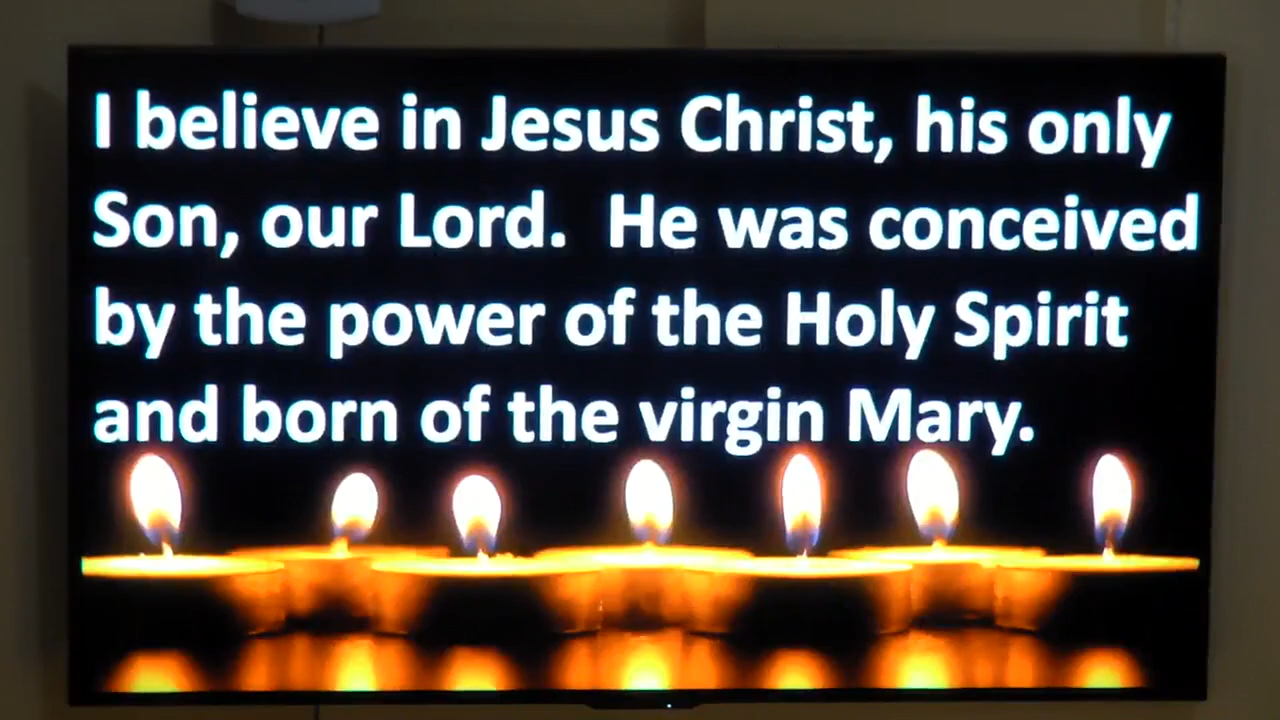 I believe in Jesus Christ, his only
Son, our Lord.  He was conceived
by the power of the Holy Spirit
and born of the virgin Mary.